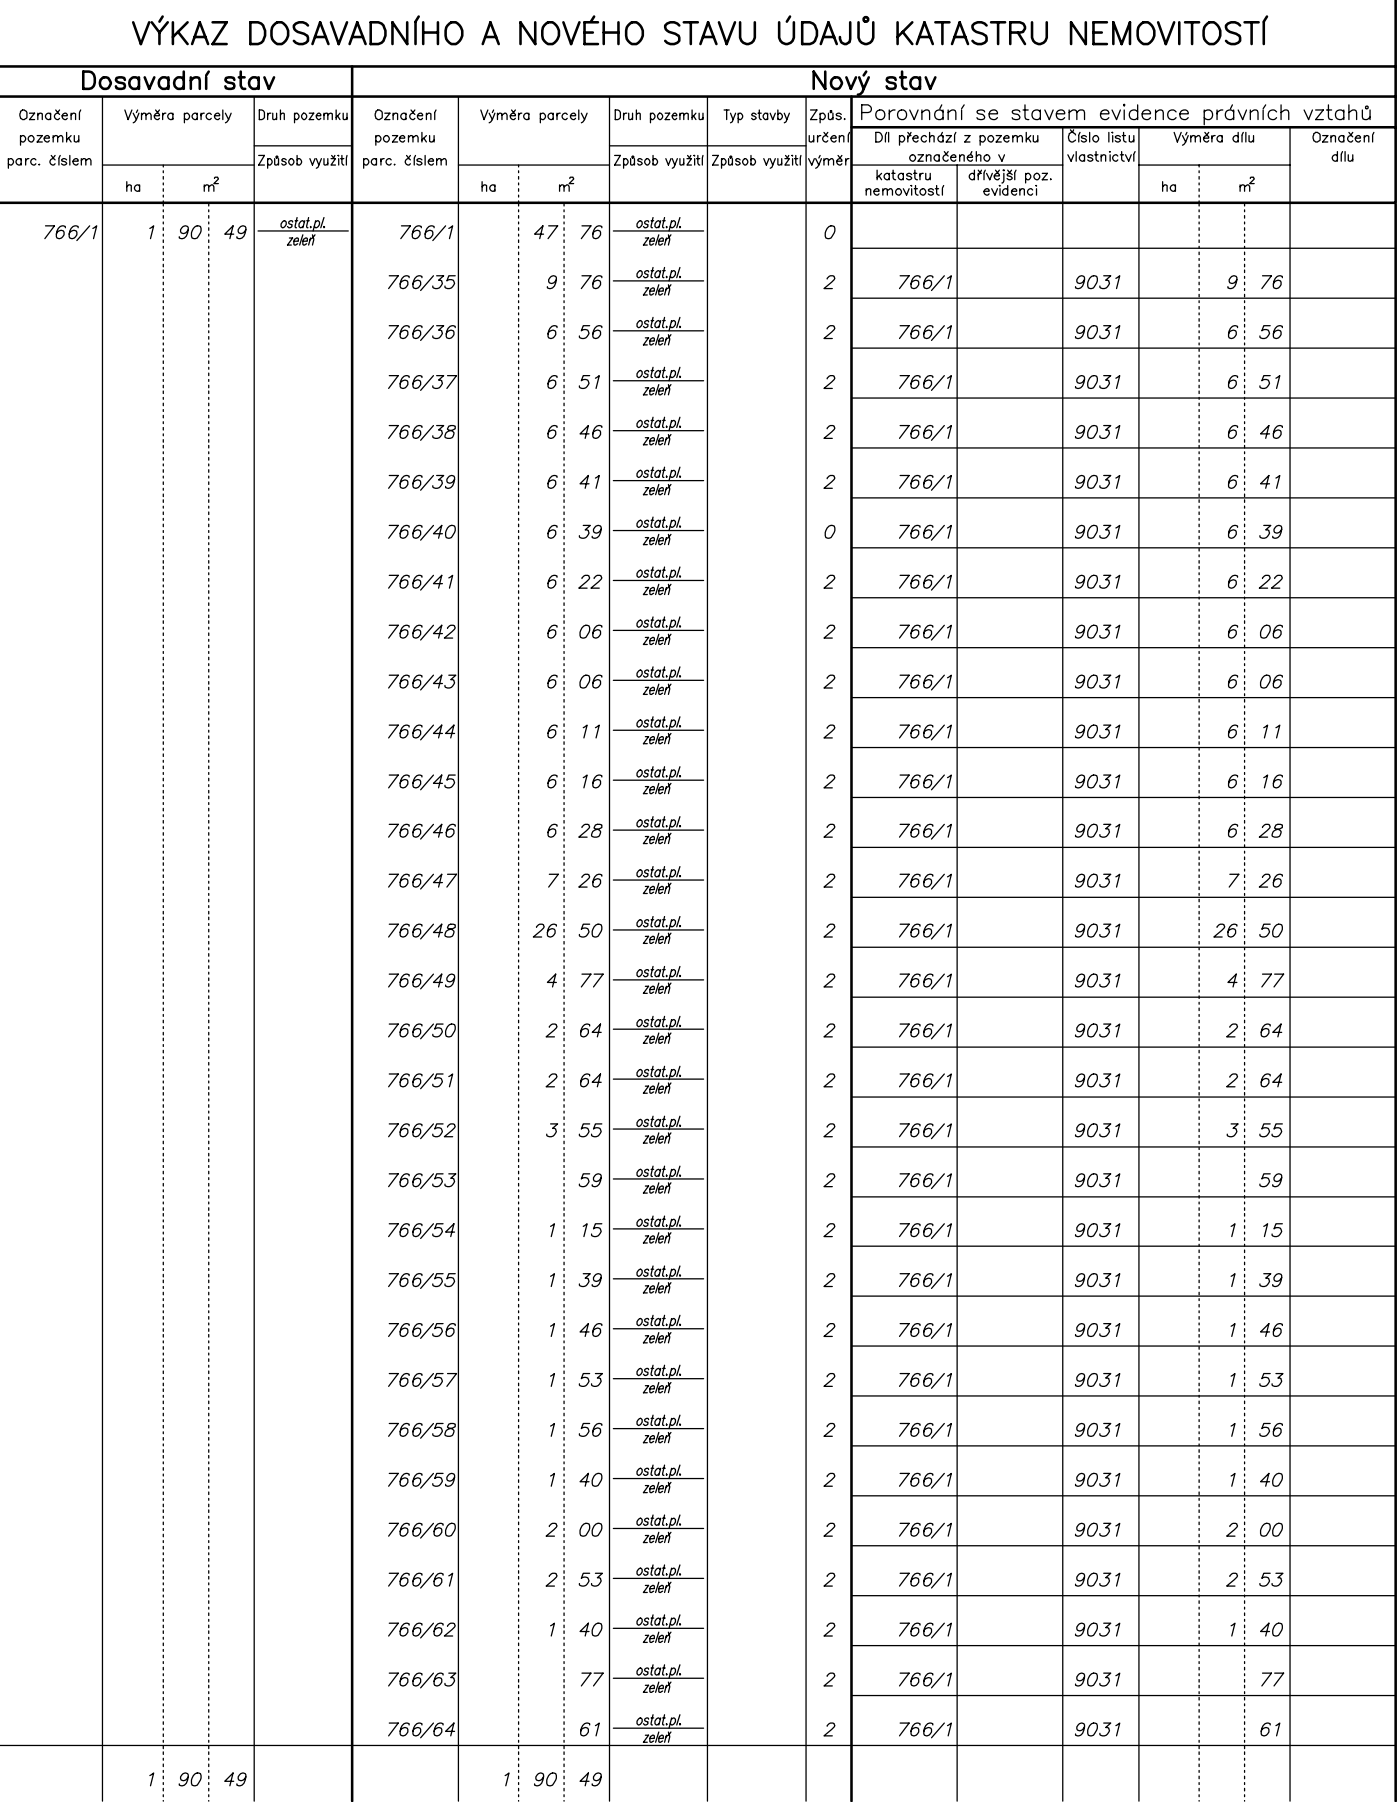 VÝKAZ DOSAVADNÍHO A NOVÉHO STAVU ÚDAJŮ KATASTRU NEMOVITOSTÍ
Dosavadní stav Nový stav
Označení pozemku parc. číslem Výměra parcely ha m² Druh pozemku Způsob využití Označení pozemku parc. číslem Výměra parcely ha m² Druh pozemku Způsob využití Typ stavby Způsob využití Způs. určení výměr Porovnání se stavem evidence právních vztahů
Díl přechází z pozemku označeného v katastru nemovitostí dřívější poz. evidenci Číslo listu vlastnictví Výměra dílu ha m² Označení dílu
766/1 1 90 49 ostat.pl. zeleň 766/1 47 76 ostat.pl. zeleň 0
766/35 9 76 ostat.pl. zeleň 2 766/1 9031 9 76
766/36 6 56 ostat.pl. zeleň 2 766/1 9031 6 56
766/37 6 51 ostat.pl. zeleň 2 766/1 9031 6 51
766/38 6 46 ostat.pl. zeleň 2 766/1 9031 6 46
766/39 6 41 ostat.pl. zeleň 2 766/1 9031 6 41
766/40 6 39 ostat.pl. zeleň 0 766/1 9031 6 39
766/41 6 22 ostat.pl. zeleň 2 766/1 9031 6 22
766/42 6 06 ostat.pl. zeleň 2 766/1 9031 6 06
766/43 6 06 ostat.pl. zeleň 2 766/1 9031 6 06
766/44 6 11 ostat.pl. zeleň 2 766/1 9031 6 11
766/45 6 16 ostat.pl. zeleň 2 766/1 9031 6 16
766/46 6 28 ostat.pl. zeleň 2 766/1 9031 6 28
766/47 7 26 ostat.pl. zeleň 2 766/1 9031 7 26
766/48 26 50 ostat.pl. zeleň 2 766/1 9031 26 50
766/49 4 77 ostat.pl. zeleň 2 766/1 9031 4 77
766/50 2 64 ostat.pl. zeleň 2 766/1 9031 2 64
766/51 2 64 ostat.pl. zeleň 2 766/1 9031 2 64
766/52 3 55 ostat.pl. zeleň 2 766/1 9031 3 55
766/53 59 ostat.pl. zeleň 2 766/1 9031 59
766/54 1 15 ostat.pl. zeleň 2 766/1 9031 1 15
766/55 1 39 ostat.pl. zeleň 2 766/1 9031 1 39
766/56 1 46 ostat.pl. zeleň 2 766/1 9031 1 46
766/57 1 53 ostat.pl. zeleň 2 766/1 9031 1 53
766/58 1 56 ostat.pl. zeleň 2 766/1 9031 1 56
766/59 1 40 ostat.pl. zeleň 2 766/1 9031 1 40
766/60 2 00 ostat.pl. zeleň 2 766/1 9031 2 00
766/61 2 53 ostat.pl. zeleň 2 766/1 9031 2 53
766/62 1 40 ostat.pl. zeleň 2 766/1 9031 1 40
766/63 77 ostat.pl. zeleň 2 766/1 9031 77
766/64 61 ostat.pl. zeleň 2 766/1 9031 61
1 90 49 1 90 49